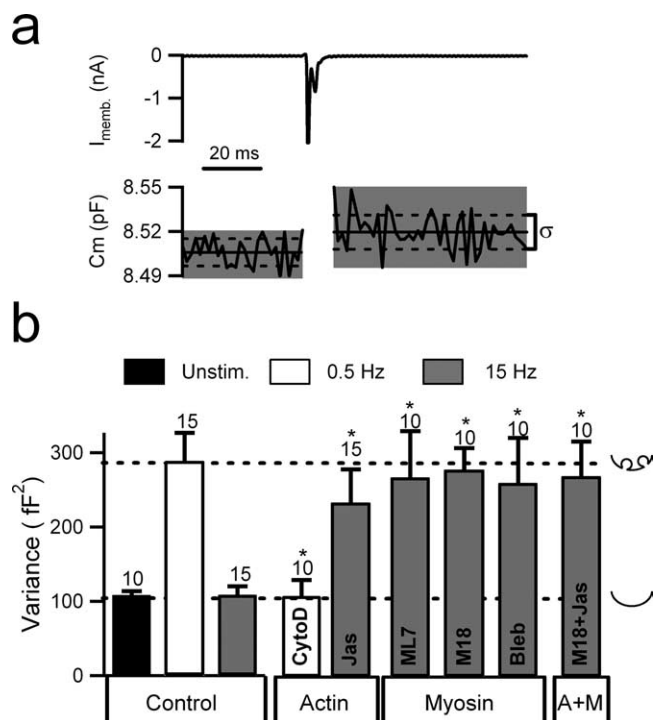 a
I memb. (nA)
0
-1
-2
20 ms
Cm (pF)
8.55
8.52
8.49
σ
b
Unstim.
0.5 Hz
15 Hz
Variance ( fF²)
300
200
100
0
10
15
15
*
10
*
15
*
10
*
10
*
10
*
10
CytoD
Jas
ML7
M18
Bleb
M18+Jas
Control
Actin
Myosin
A+M